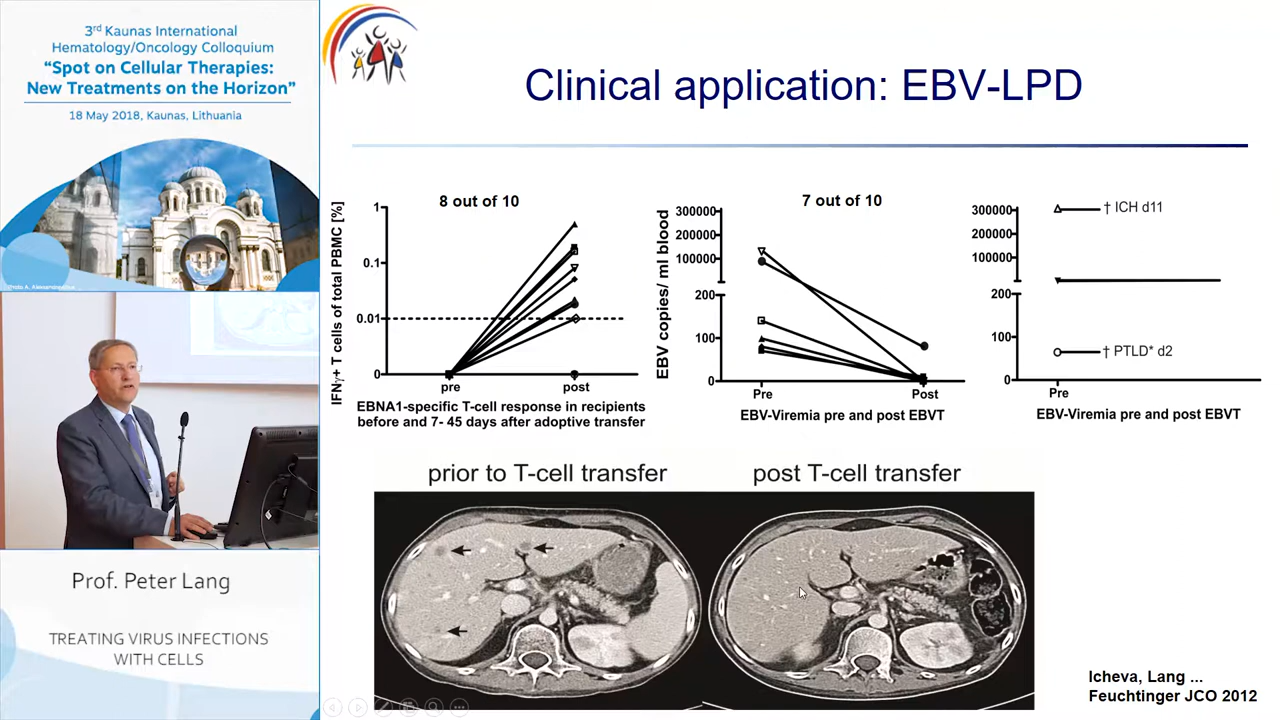 3rd Kaunas International
Hematology/Oncology Colloquium
“Spot on Cellular Therapies:
New Treatments on the Horizon”
18 May 2018, Kaunas, Lithuania
Prof. Peter Lang
TREATING VIRUS INFECTIONS
WITH CELLS
Clinical application: EBV-LPD
IFNγ+ T cells of total PBMC [%]
8 out of 10
1
0.1
0.01
0
pre
post
EBNA1-specific T-cell response in recipients
before and 7- 45 days after adoptive transfer
EBV copies/ ml blood
7 out of 10
300000
200000
100000
200
100
0
Pre
Post
EBV-Viremia pre and post EBVT
300000
200000
100000
200
100
0
† ICH d11
† PTLD* d2
Pre
EBV-Viremia pre and post EBVT
prior to T-cell transfer
post T-cell transfer
Icheva, Lang ...
Feuchtinger JCO 2012